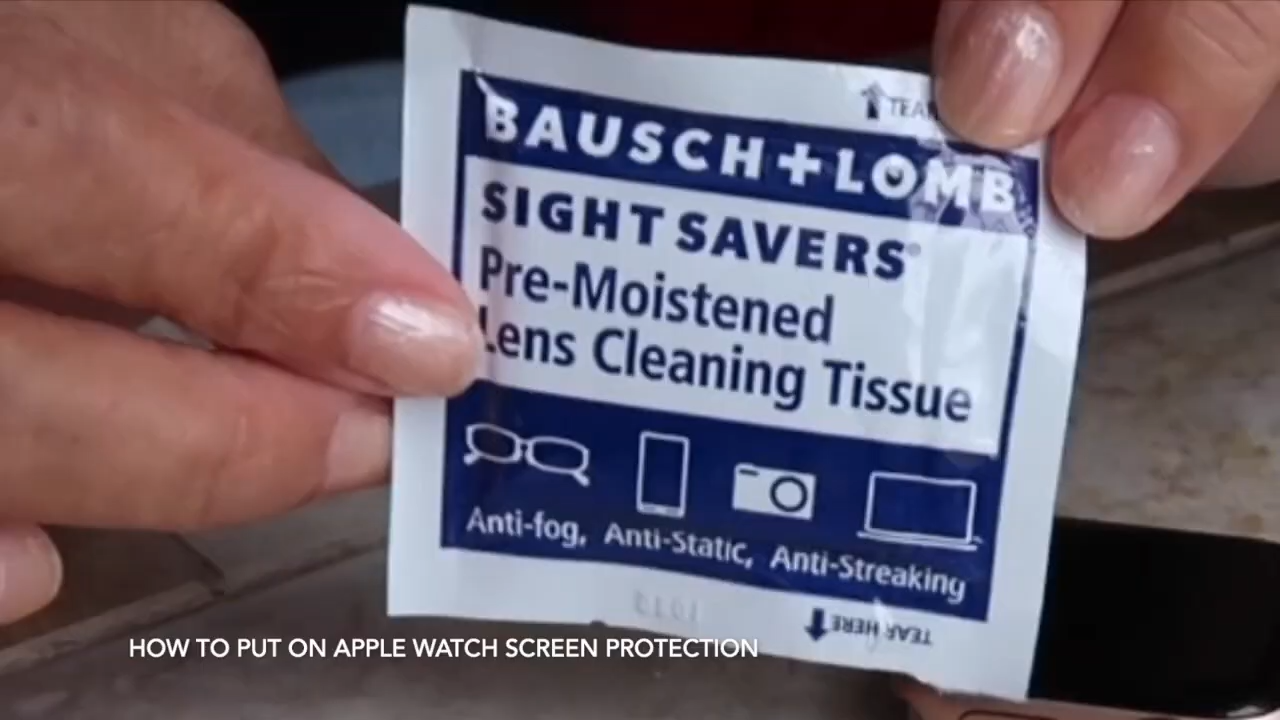 TEAR
BAUSCH+LOMB
SIGHT SAVERS®
Pre-Moistened
Lens Cleaning Tissue
Anti-fog, Anti-Static, Anti-Streaking
TEAR HERE
HOW TO PUT ON APPLE WATCH SCREEN PROTECTION